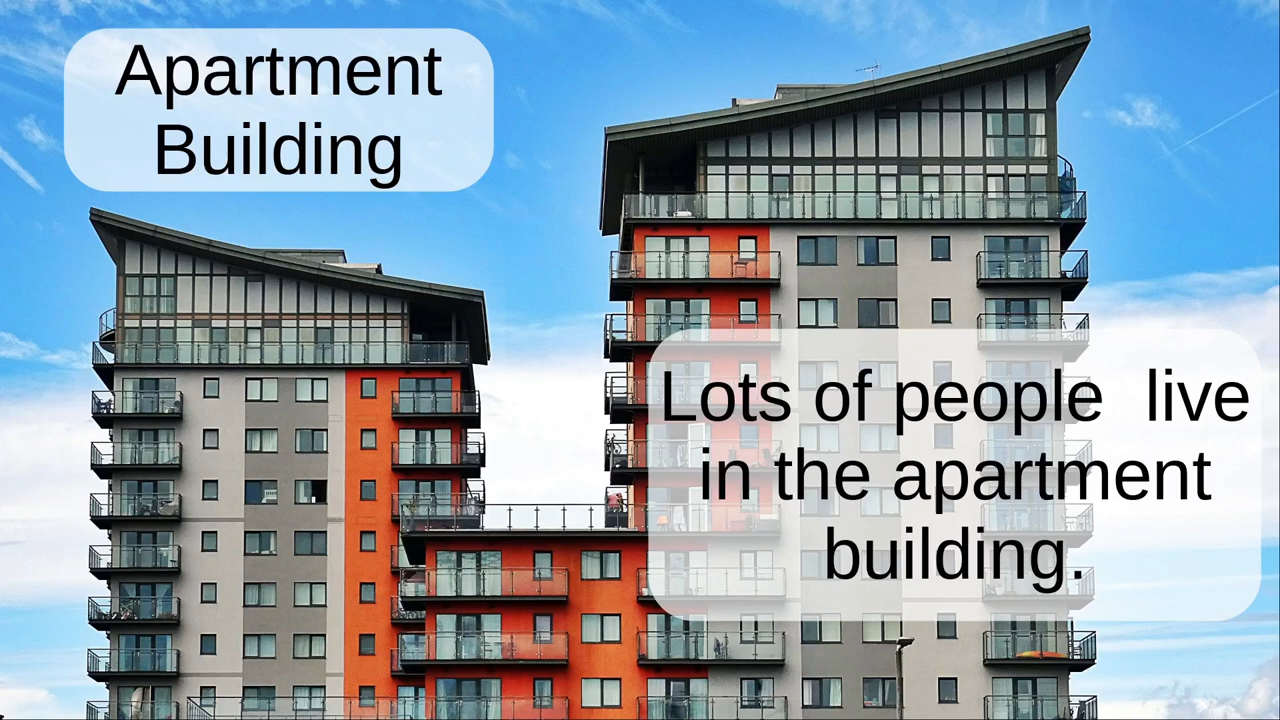 Apartment
Building
Lots of people  live
in the apartment
building.